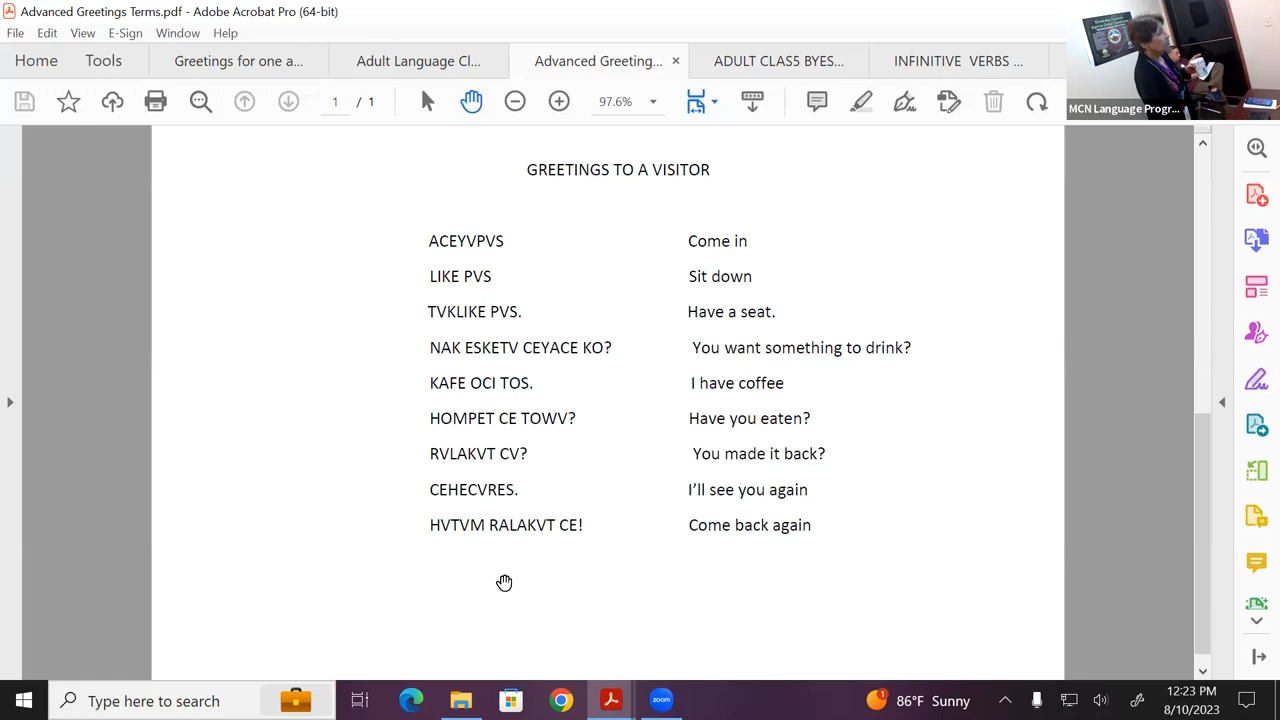 Advanced Greetings Terms.pdf - Adobe Acrobat Pro (64-bit)
File Edit View E-Sign Window Help
Home Tools Greetings for one a... Adult Language Cl... Advanced Greeting... × ADULT CLAS5 BYES... INFINITIVE VERBS ...
1 / 1 97.6%
MCN Language Progr...
GREETINGS TO A VISITOR
ACEYVPVS Come in
LIKE PVS Sit down
TVKLIKE PVS. Have a seat.
NAK ESKETV CEYACE KO? You want something to drink?
KAFE OCI TOS. I have coffee
HOMPET CE TOWV? Have you eaten?
RVLAKVT CV? You made it back?
CEHECVRES. I'll see you again
HVTVM RALAKVT CE! Come back again
Type here to search
zoom
1
86°F Sunny
12:23 PM
8/10/2023